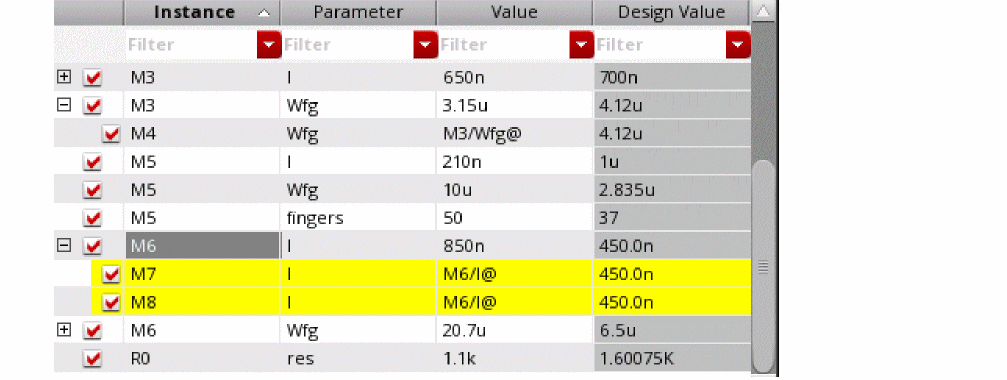 Instance Parameter Value Design Value
Filter Filter Filter Filter
M3 l 650n 700n
M3 Wfg 3.15u 4.12u
M4 Wfg M3/Wfg@ 4.12u
M5 l 210n 1u
M5 Wfg 10u 2.835u
M5 fingers 50 37
M6 l 850n 450.0n
M7 l M6/l@ 450.0n
M8 l M6/l@ 450.0n
M6 Wfg 20.7u 6.5u
R0 res 1.1k 1.60075K